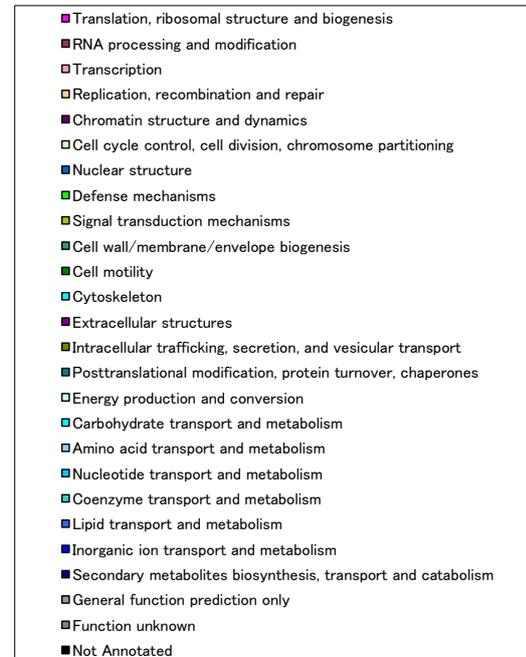 Translation, ribosomal structure and biogenesis
RNA processing and modification
Transcription
Replication, recombination and repair
Chromatin structure and dynamics
Cell cycle control, cell division, chromosome partitioning
Nuclear structure
Defense mechanisms
Signal transduction mechanisms
Cell wall/membrane/envelope biogenesis
Cell motility
Cytoskeleton
Extracellular structures
Intracellular trafficking, secretion, and vesicular transport
Posttranslational modification, protein turnover, chaperones
Energy production and conversion
Carbohydrate transport and metabolism
Amino acid transport and metabolism
Nucleotide transport and metabolism
Coenzyme transport and metabolism
Lipid transport and metabolism
Inorganic ion transport and metabolism
Secondary metabolites biosynthesis, transport and catabolism
General function prediction only
Function unknown
Not Annotated